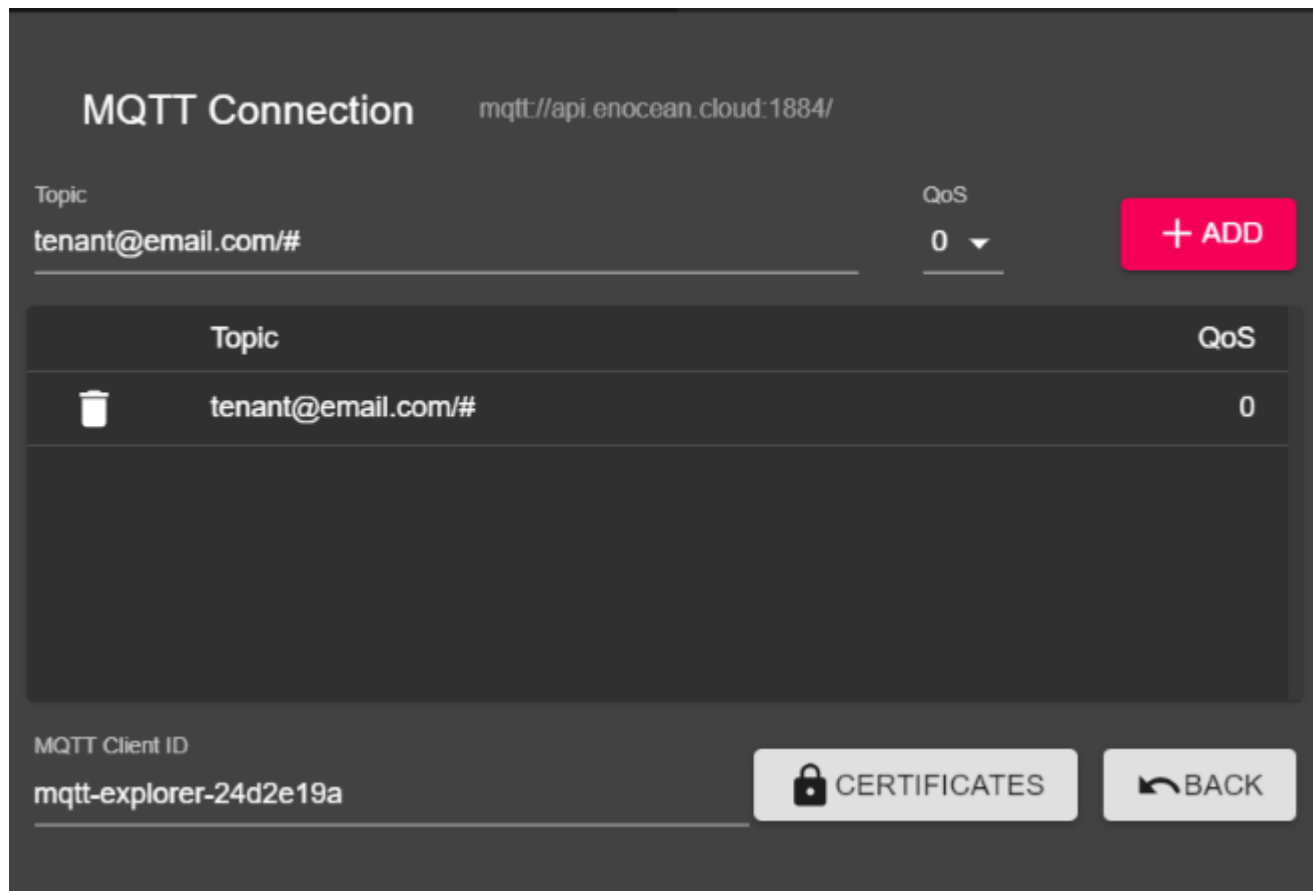 MQTT Connection mqtt://api.enocean.cloud:1884/
Topic QoS
tenant@email.com/# 0 + ADD
Topic QoS
tenant@email.com/# 0
MQTT Client ID
mqtt-explorer-24d2e19a CERTIFICATES BACK